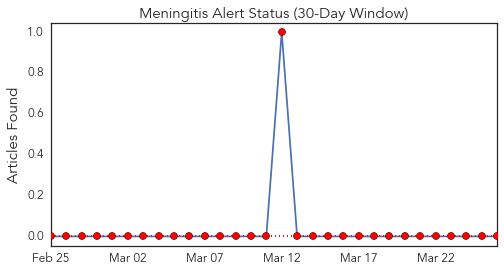 Meningitis Alert Status (30-Day Window)
Articles Found
1.0
0.8
0.6
0.4
0.2
0.0
Feb 25 Mar 02 Mar 07 Mar 12 Mar 17 Mar 22